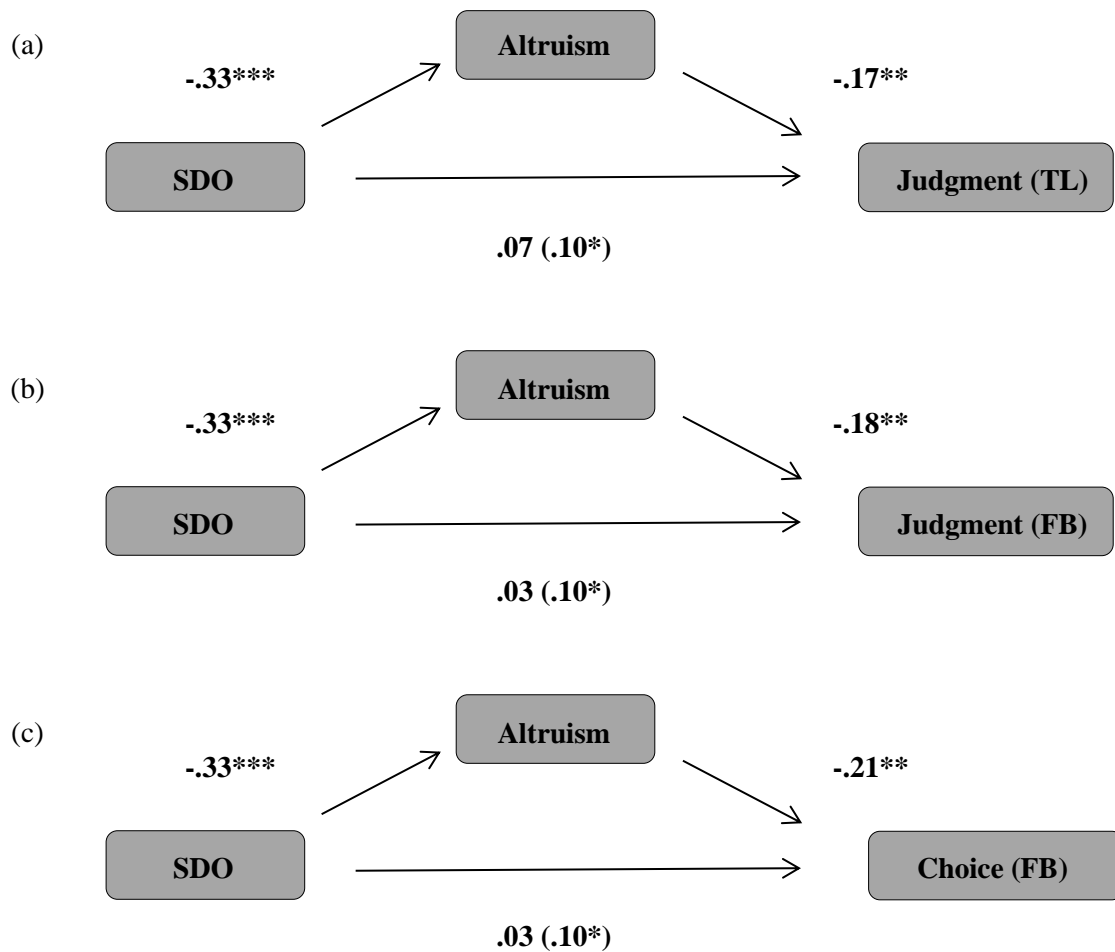 (a)
Altruism
-.33***
-.17**
SDO
Judgment (TL)
.07 (.10*)
(b)
Altruism
-.33***
-.18**
SDO
Judgment (FB)
.03 (.10*)
(c)
Altruism
-.33***
-.21**
SDO
Choice (FB)
.03 (.10*)